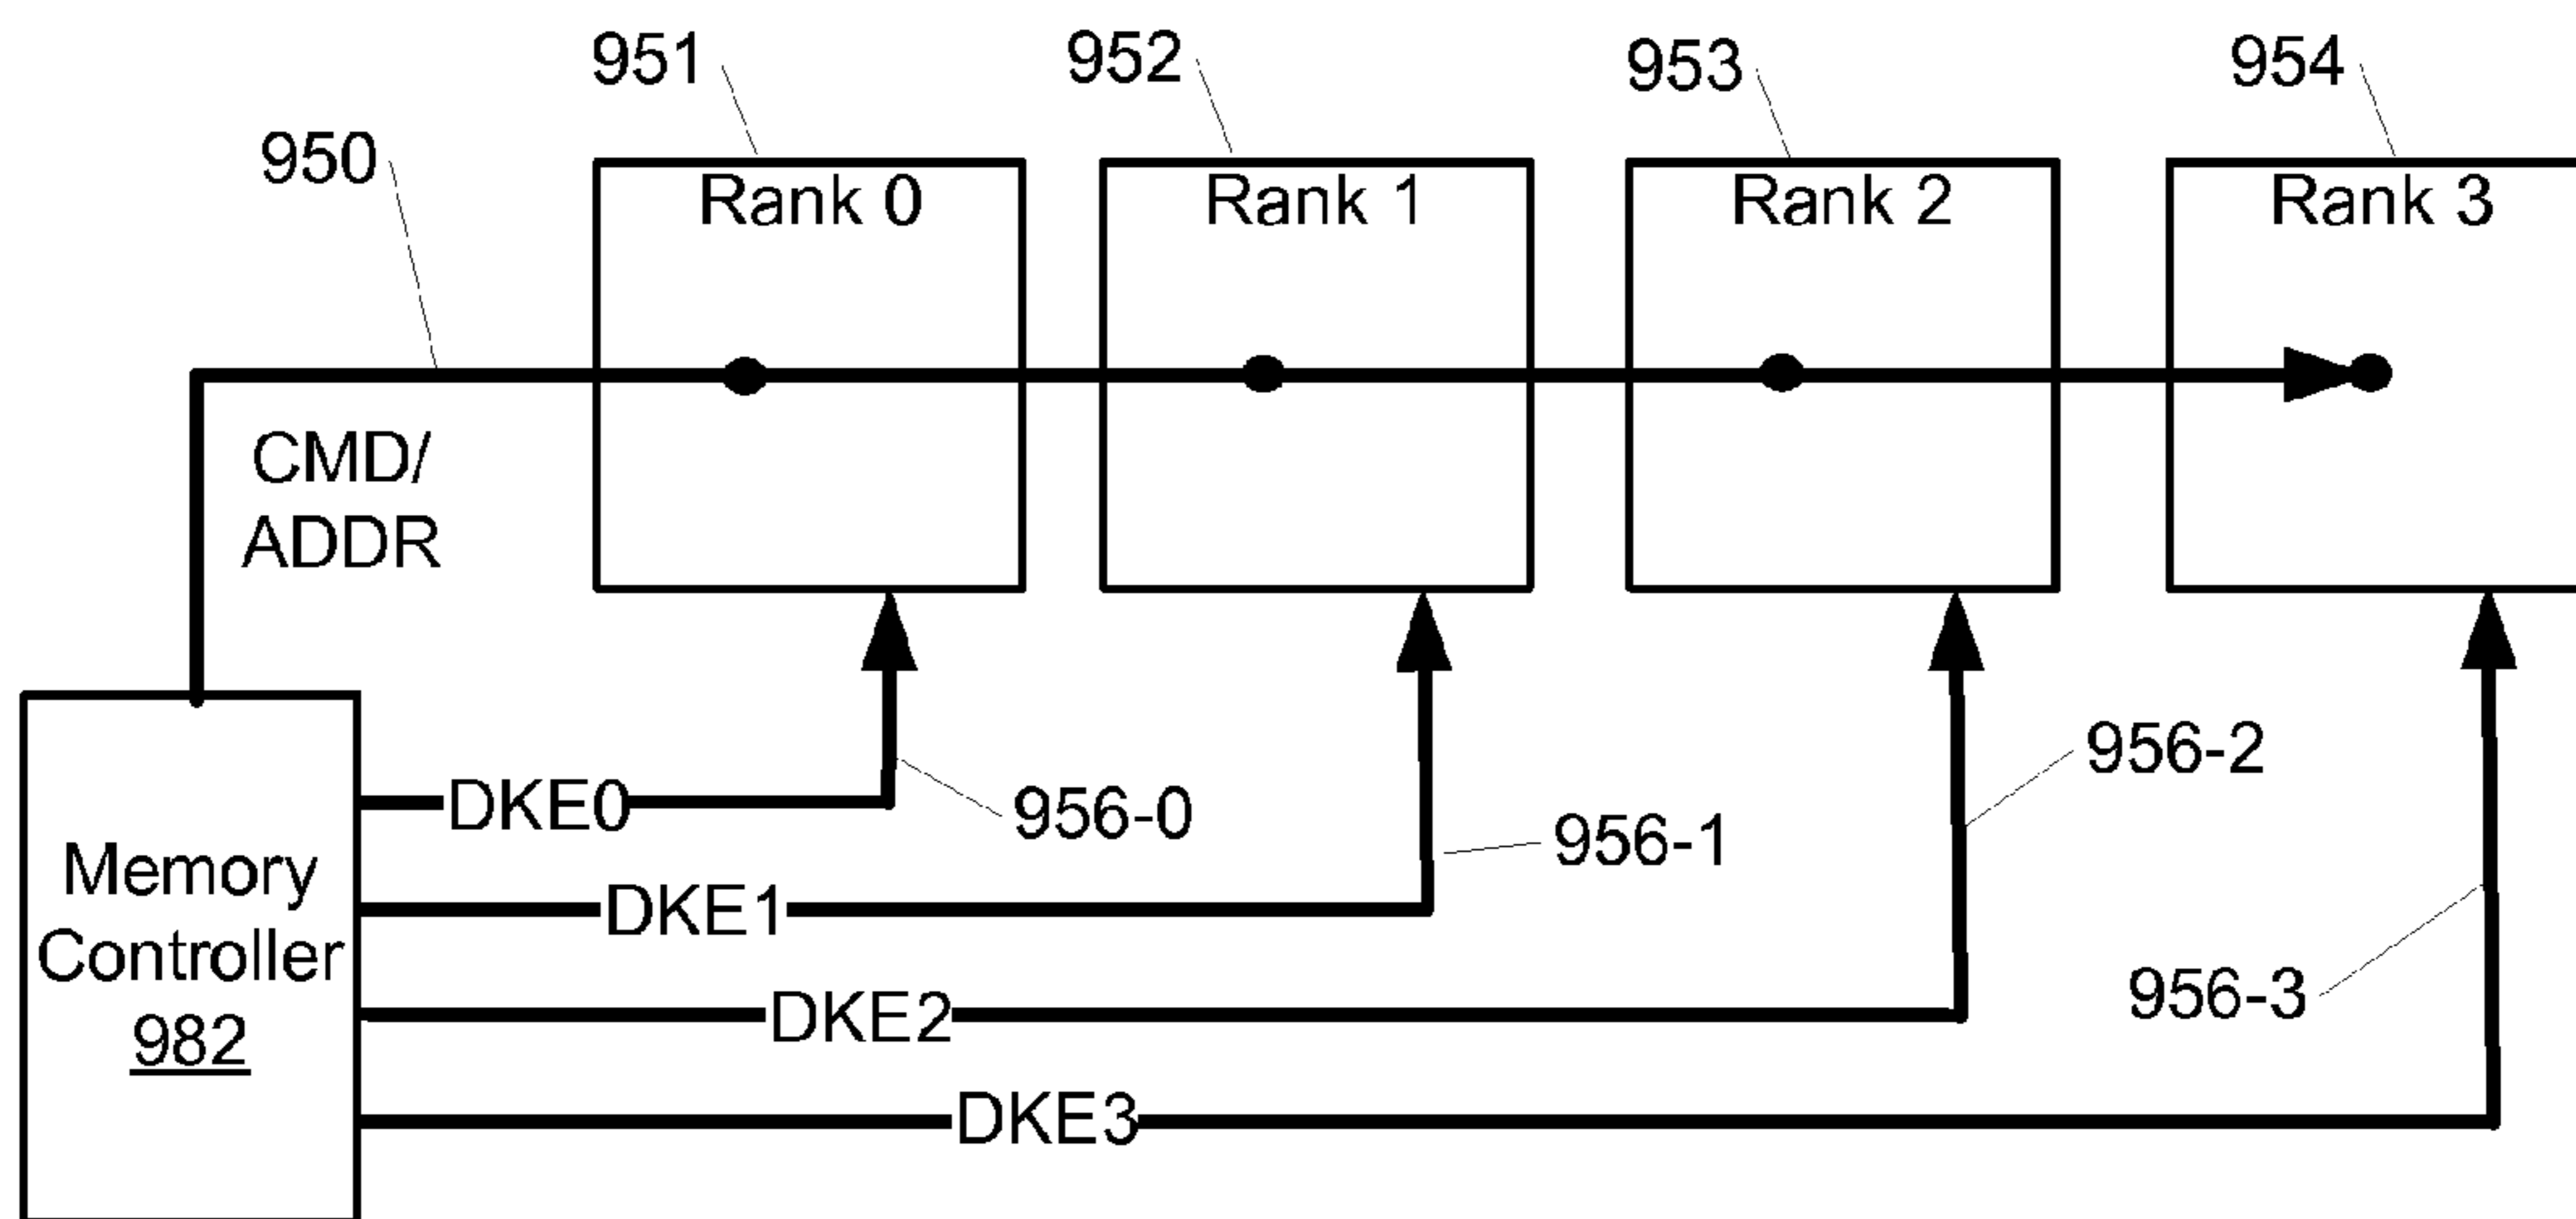 951
952
953
954
950
Rank 0
Rank 1
Rank 2
Rank 3
CMD/
ADDR
956-2
DKE0
956-0
956-1
Memory
Controller
982
DKE1
DKE2
956-3
DKE3